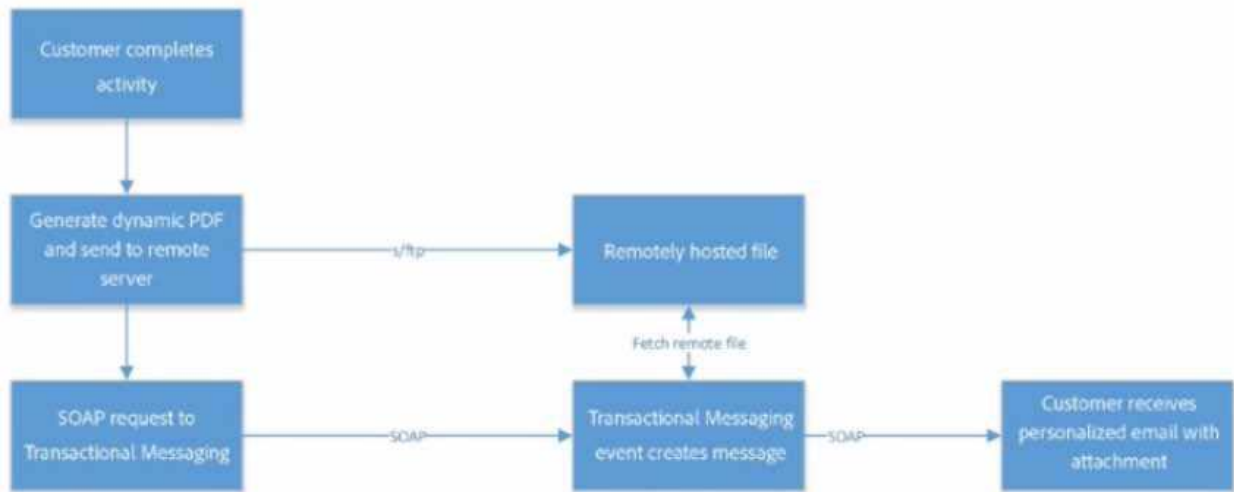 Customer completes
activity
Generate dynamic PDF
and send to remote
server
s/ftp
Remotely hosted file
Fetch remote file
SOAP request to
Transactional Messaging
SOAP
Transactional Messaging
event creates message
SOAP
Customer receives
personalized email with
attachment